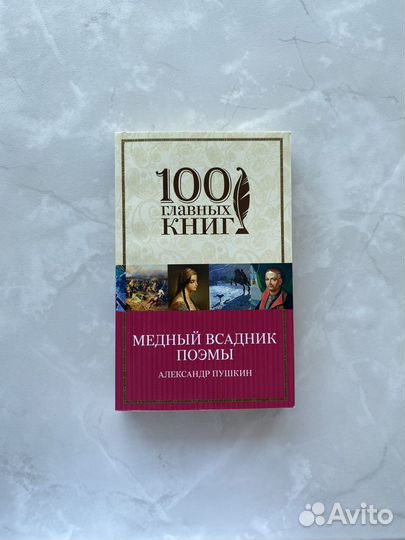 100
ГЛАВНЫХ
КНИГ
МЕДНЫЙ ВСАДНИК
ПОЭМЫ
АЛЕКСАНДР ПУШКИН
Avito